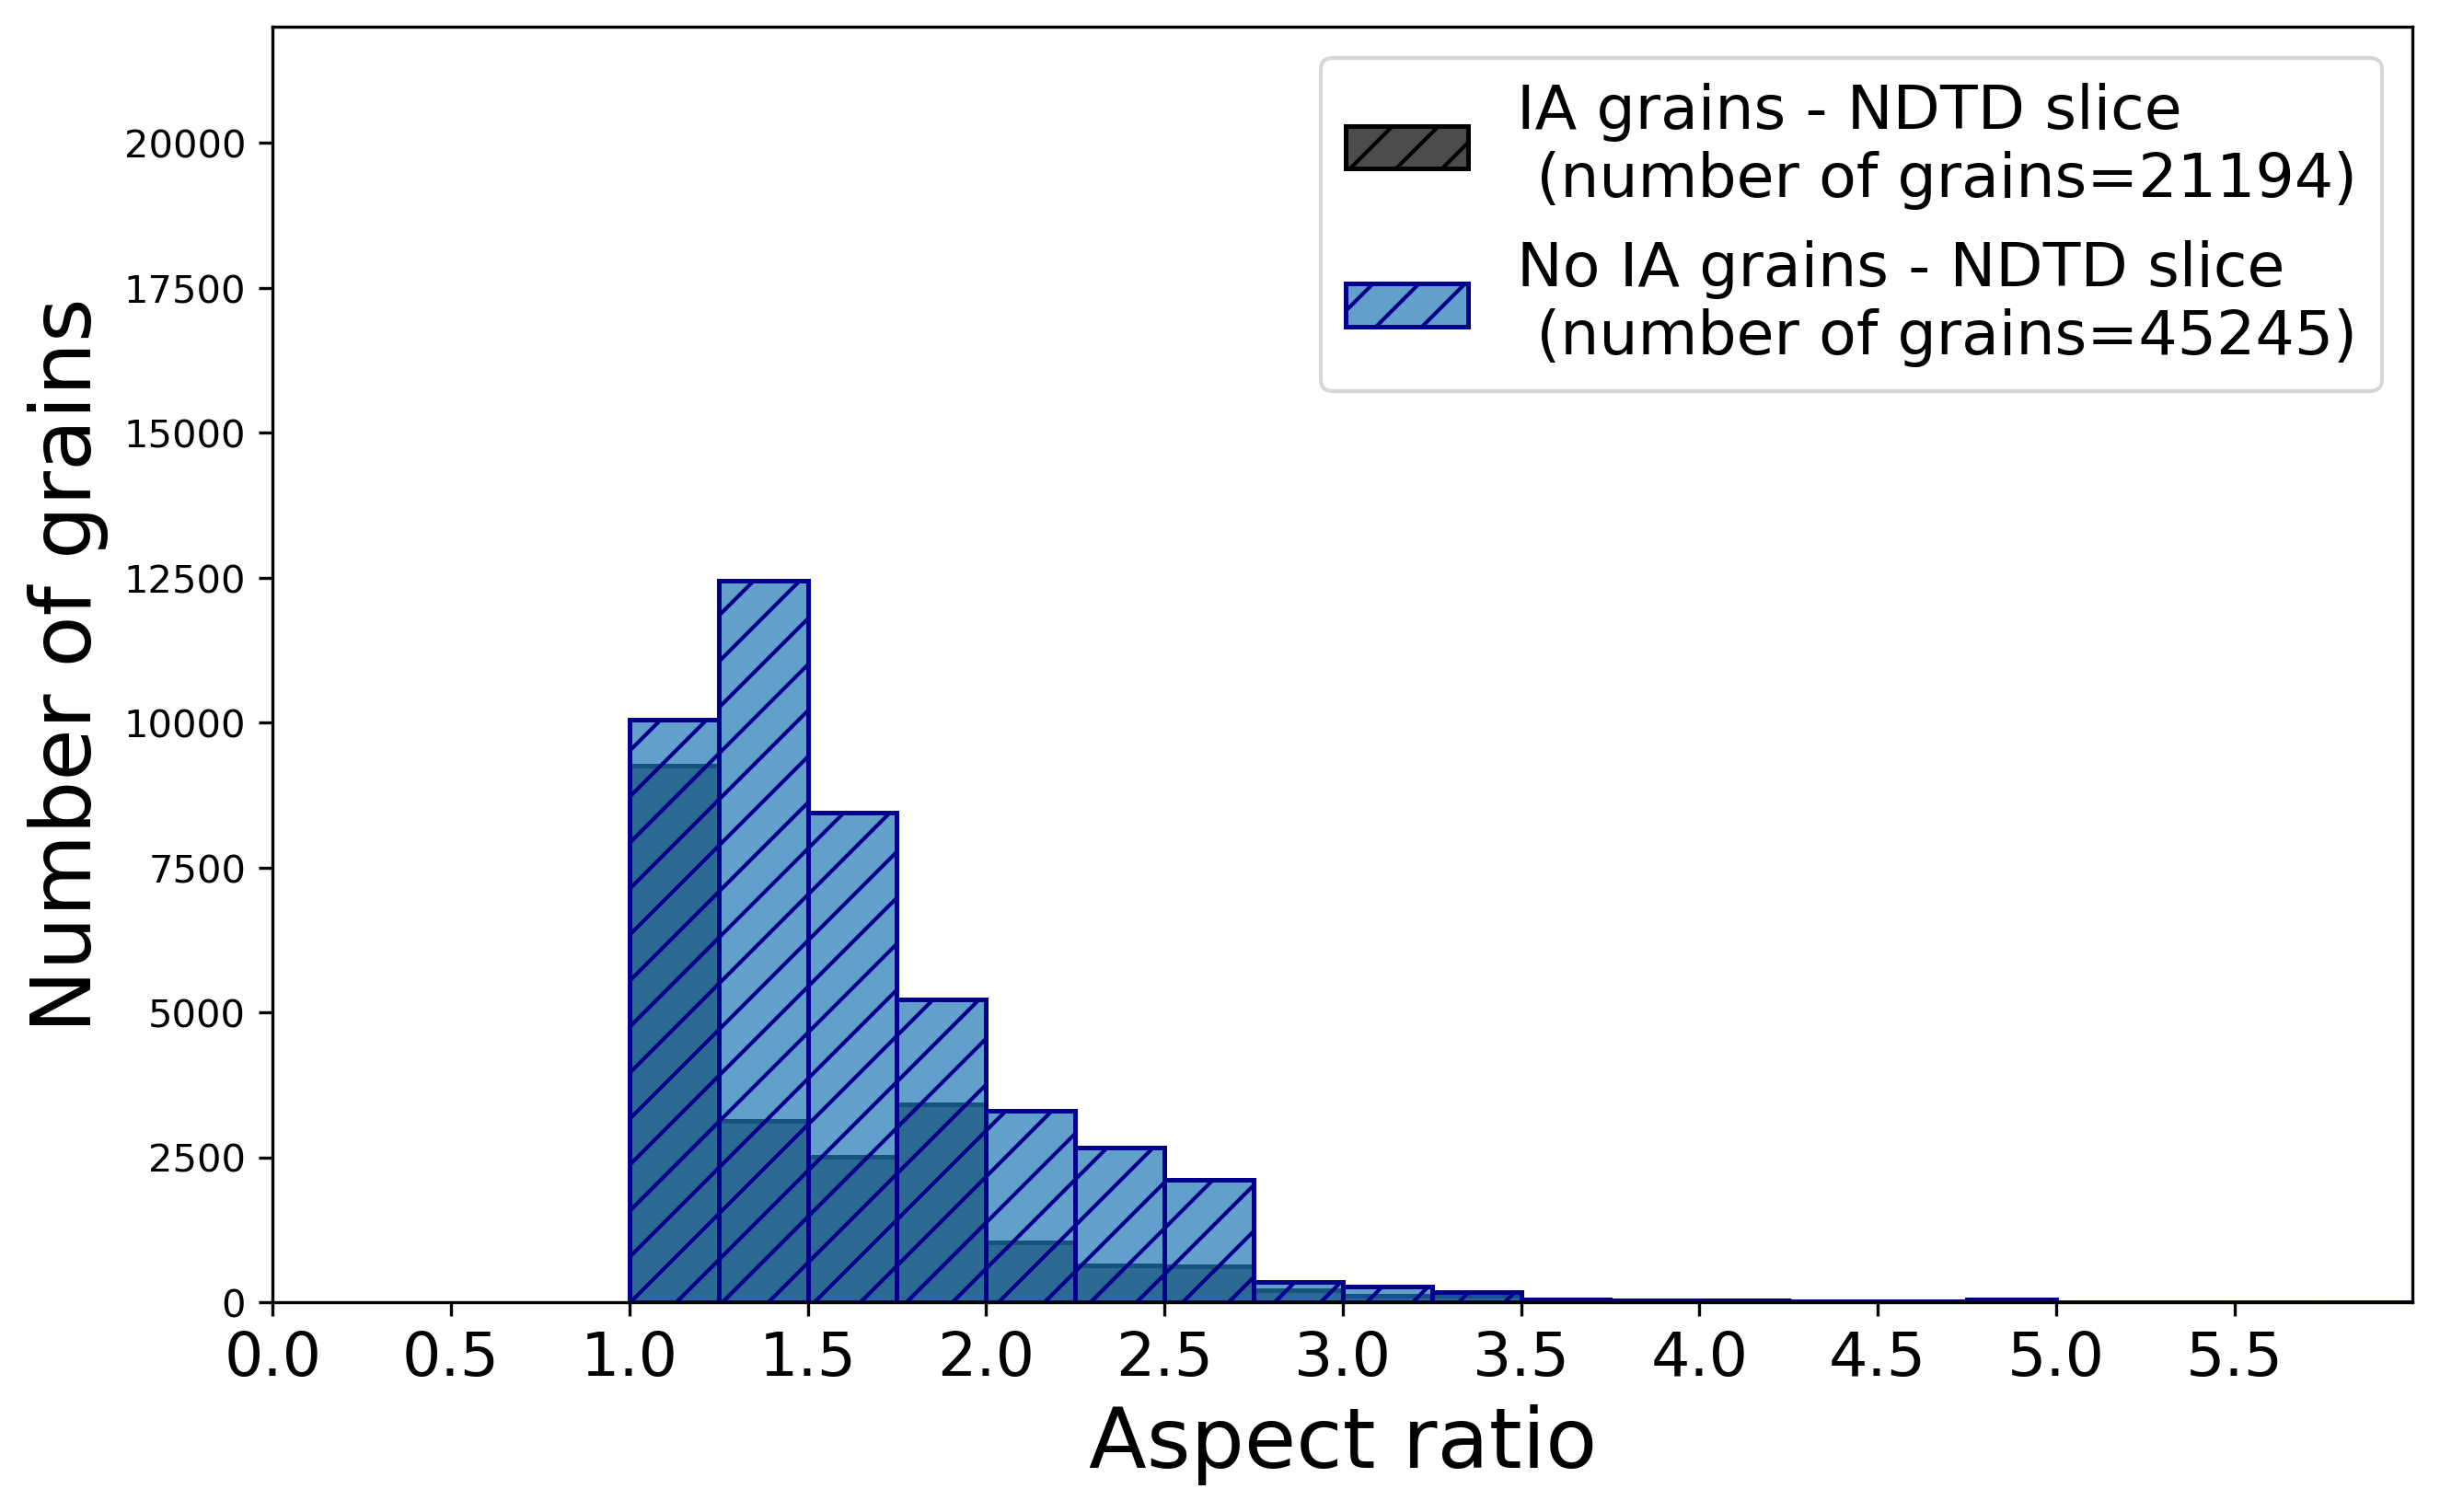 IA grains - NDTD slice
(number of grains=21194)
No IA grains - NDTD slice
(number of grains=45245)
Number of grains
20000
17500
15000
12500
10000
7500
5000
2500
0
0.0 0.5 1.0 1.5 2.0 2.5 3.0 3.5 4.0 4.5 5.0 5.5
Aspect ratio